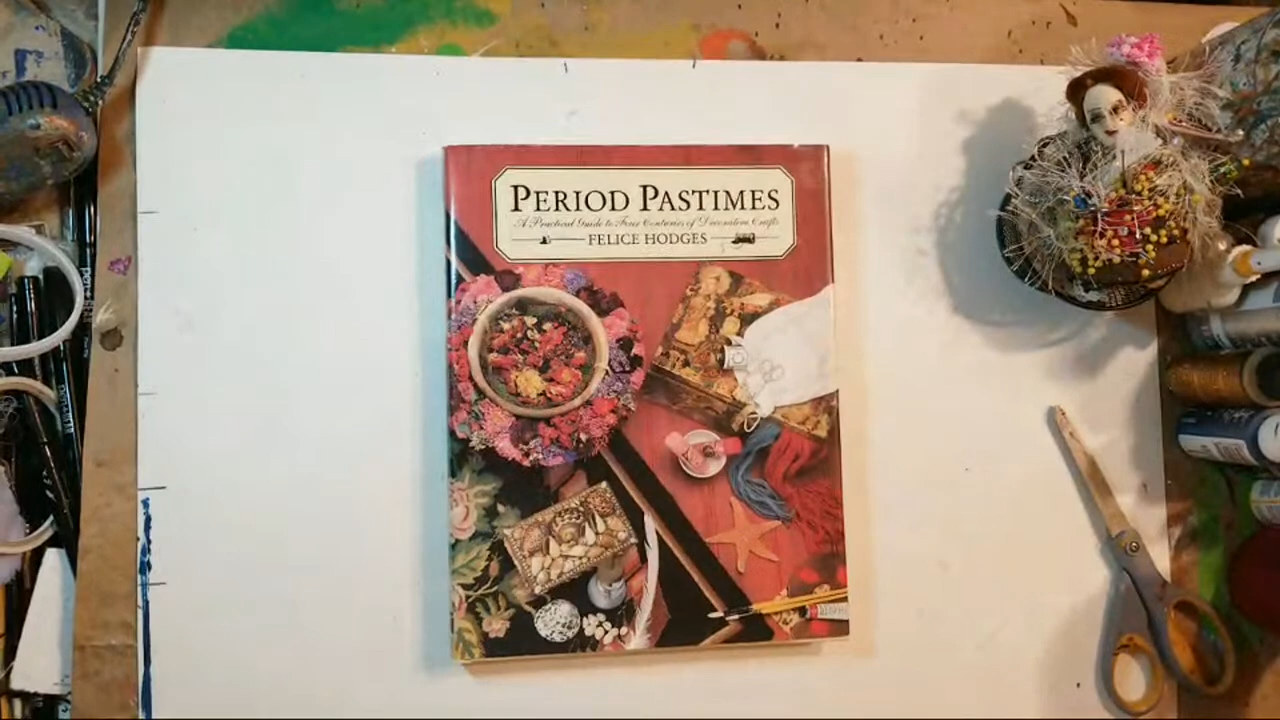 PERIOD PASTIMES
A Practical Guide to Four Centuries of Decorative Crafts
FELICE HODGES